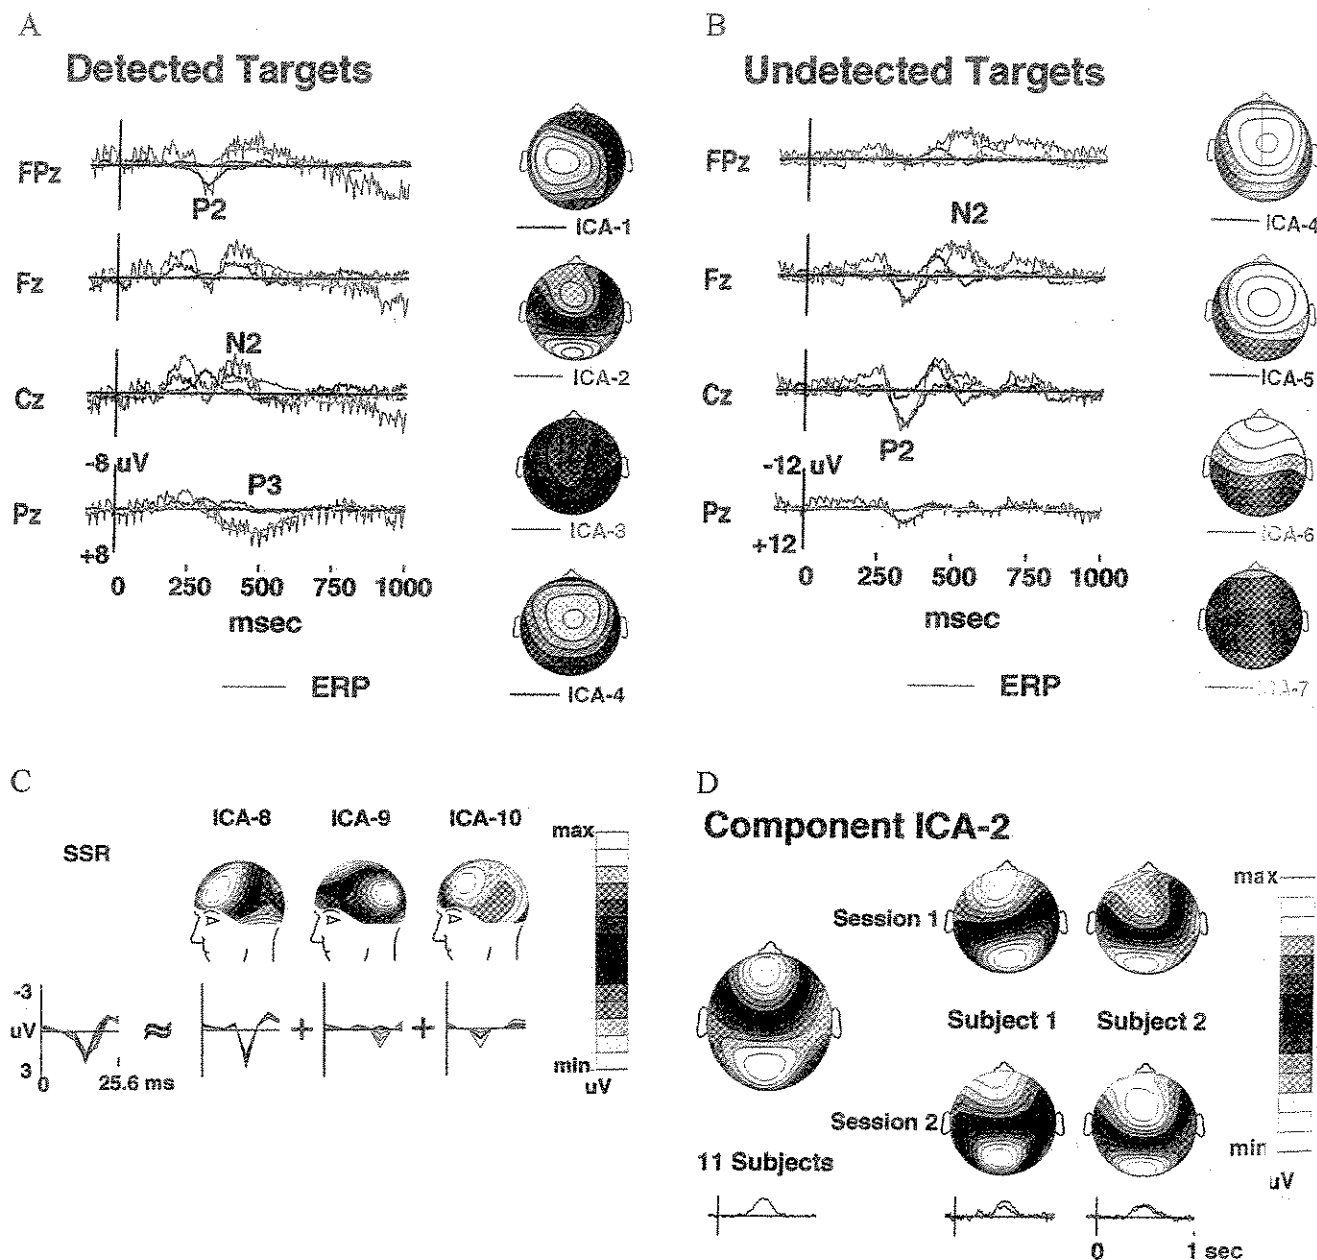 A
Detected Targets
FPz
P2
ICA-1
Fz
ICA-2
N2
Cz
ICA-3
-8 uV
P3
Pz
+8
0 250 500 750 1000
msec
ERP
ICA-4
B
Undetected Targets
FPz
ICA-4
N2
Fz
ICA-5
Cz
P2
-12 uV
ICA-6
Pz
+12
0 250 500 750 1000
msec
ERP
ICA-7
C
ICA-8 ICA-9 ICA-10
SSR
max
-3
uV
3
0 25.6 ms
≈ + +
min
uV
D
Component ICA-2
Session 1
max
Subject 1 Subject 2
Session 2
min
uV
11 Subjects
0 1 sec